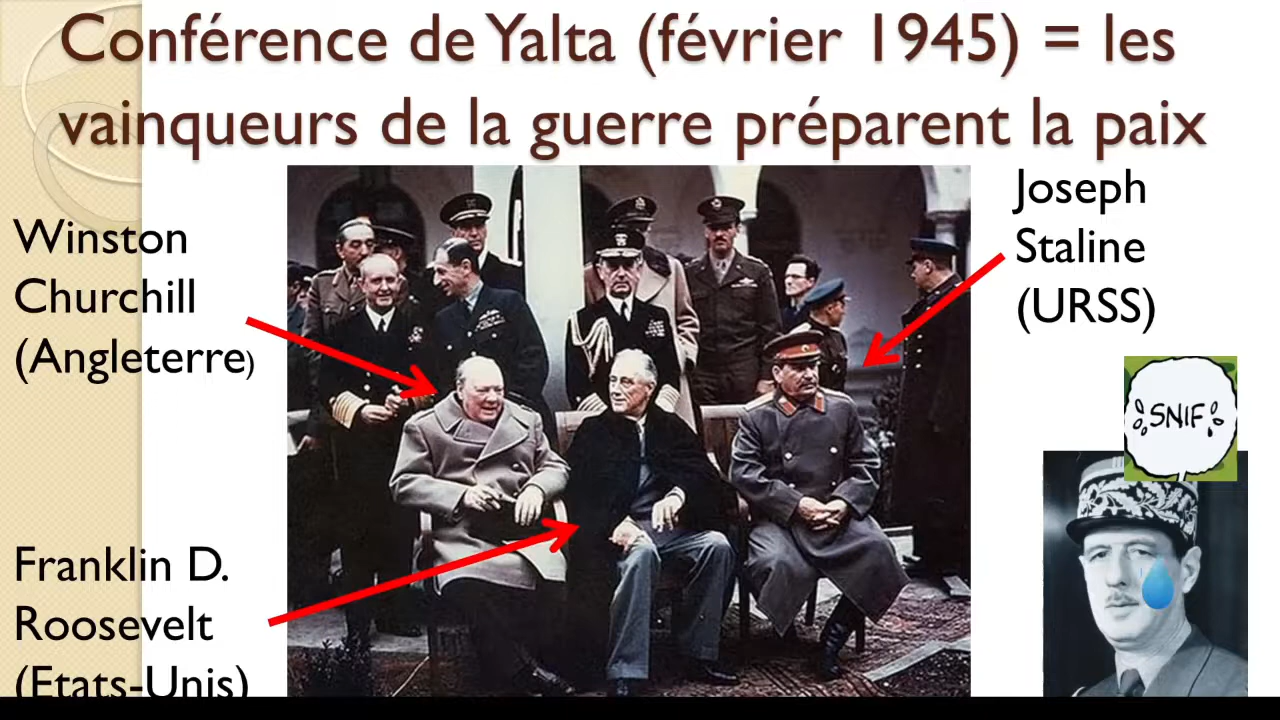 Conférence de Yalta (février 1945) = les
vainqueurs de la guerre préparent la paix
Winston
Churchill
(Angleterre)
Joseph
Staline
(URSS)
SNIF
Franklin D.
Roosevelt
(Etats-Unis)